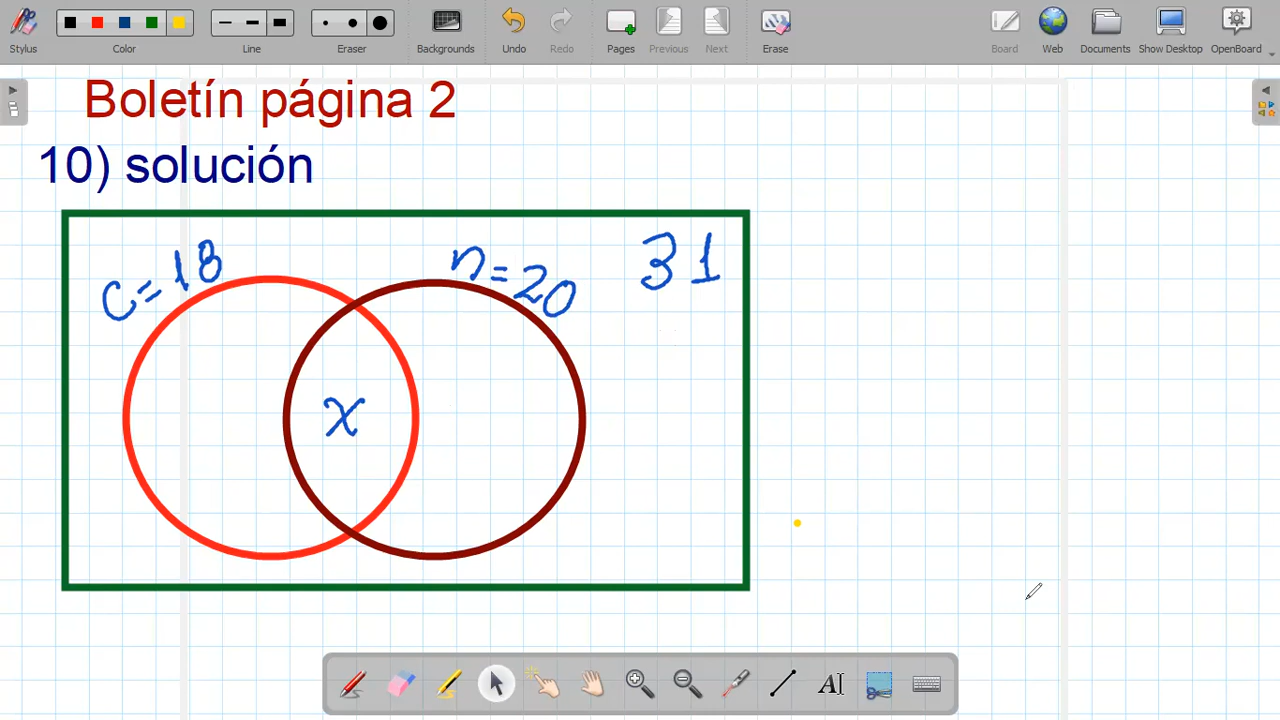 Stylus Color Line Eraser Backgrounds Undo Redo Pages Previous Next Erase Board Web Documents Show Desktop OpenBoard
Boletín página 2
10) solución
C=18 n=20 31
x
AI